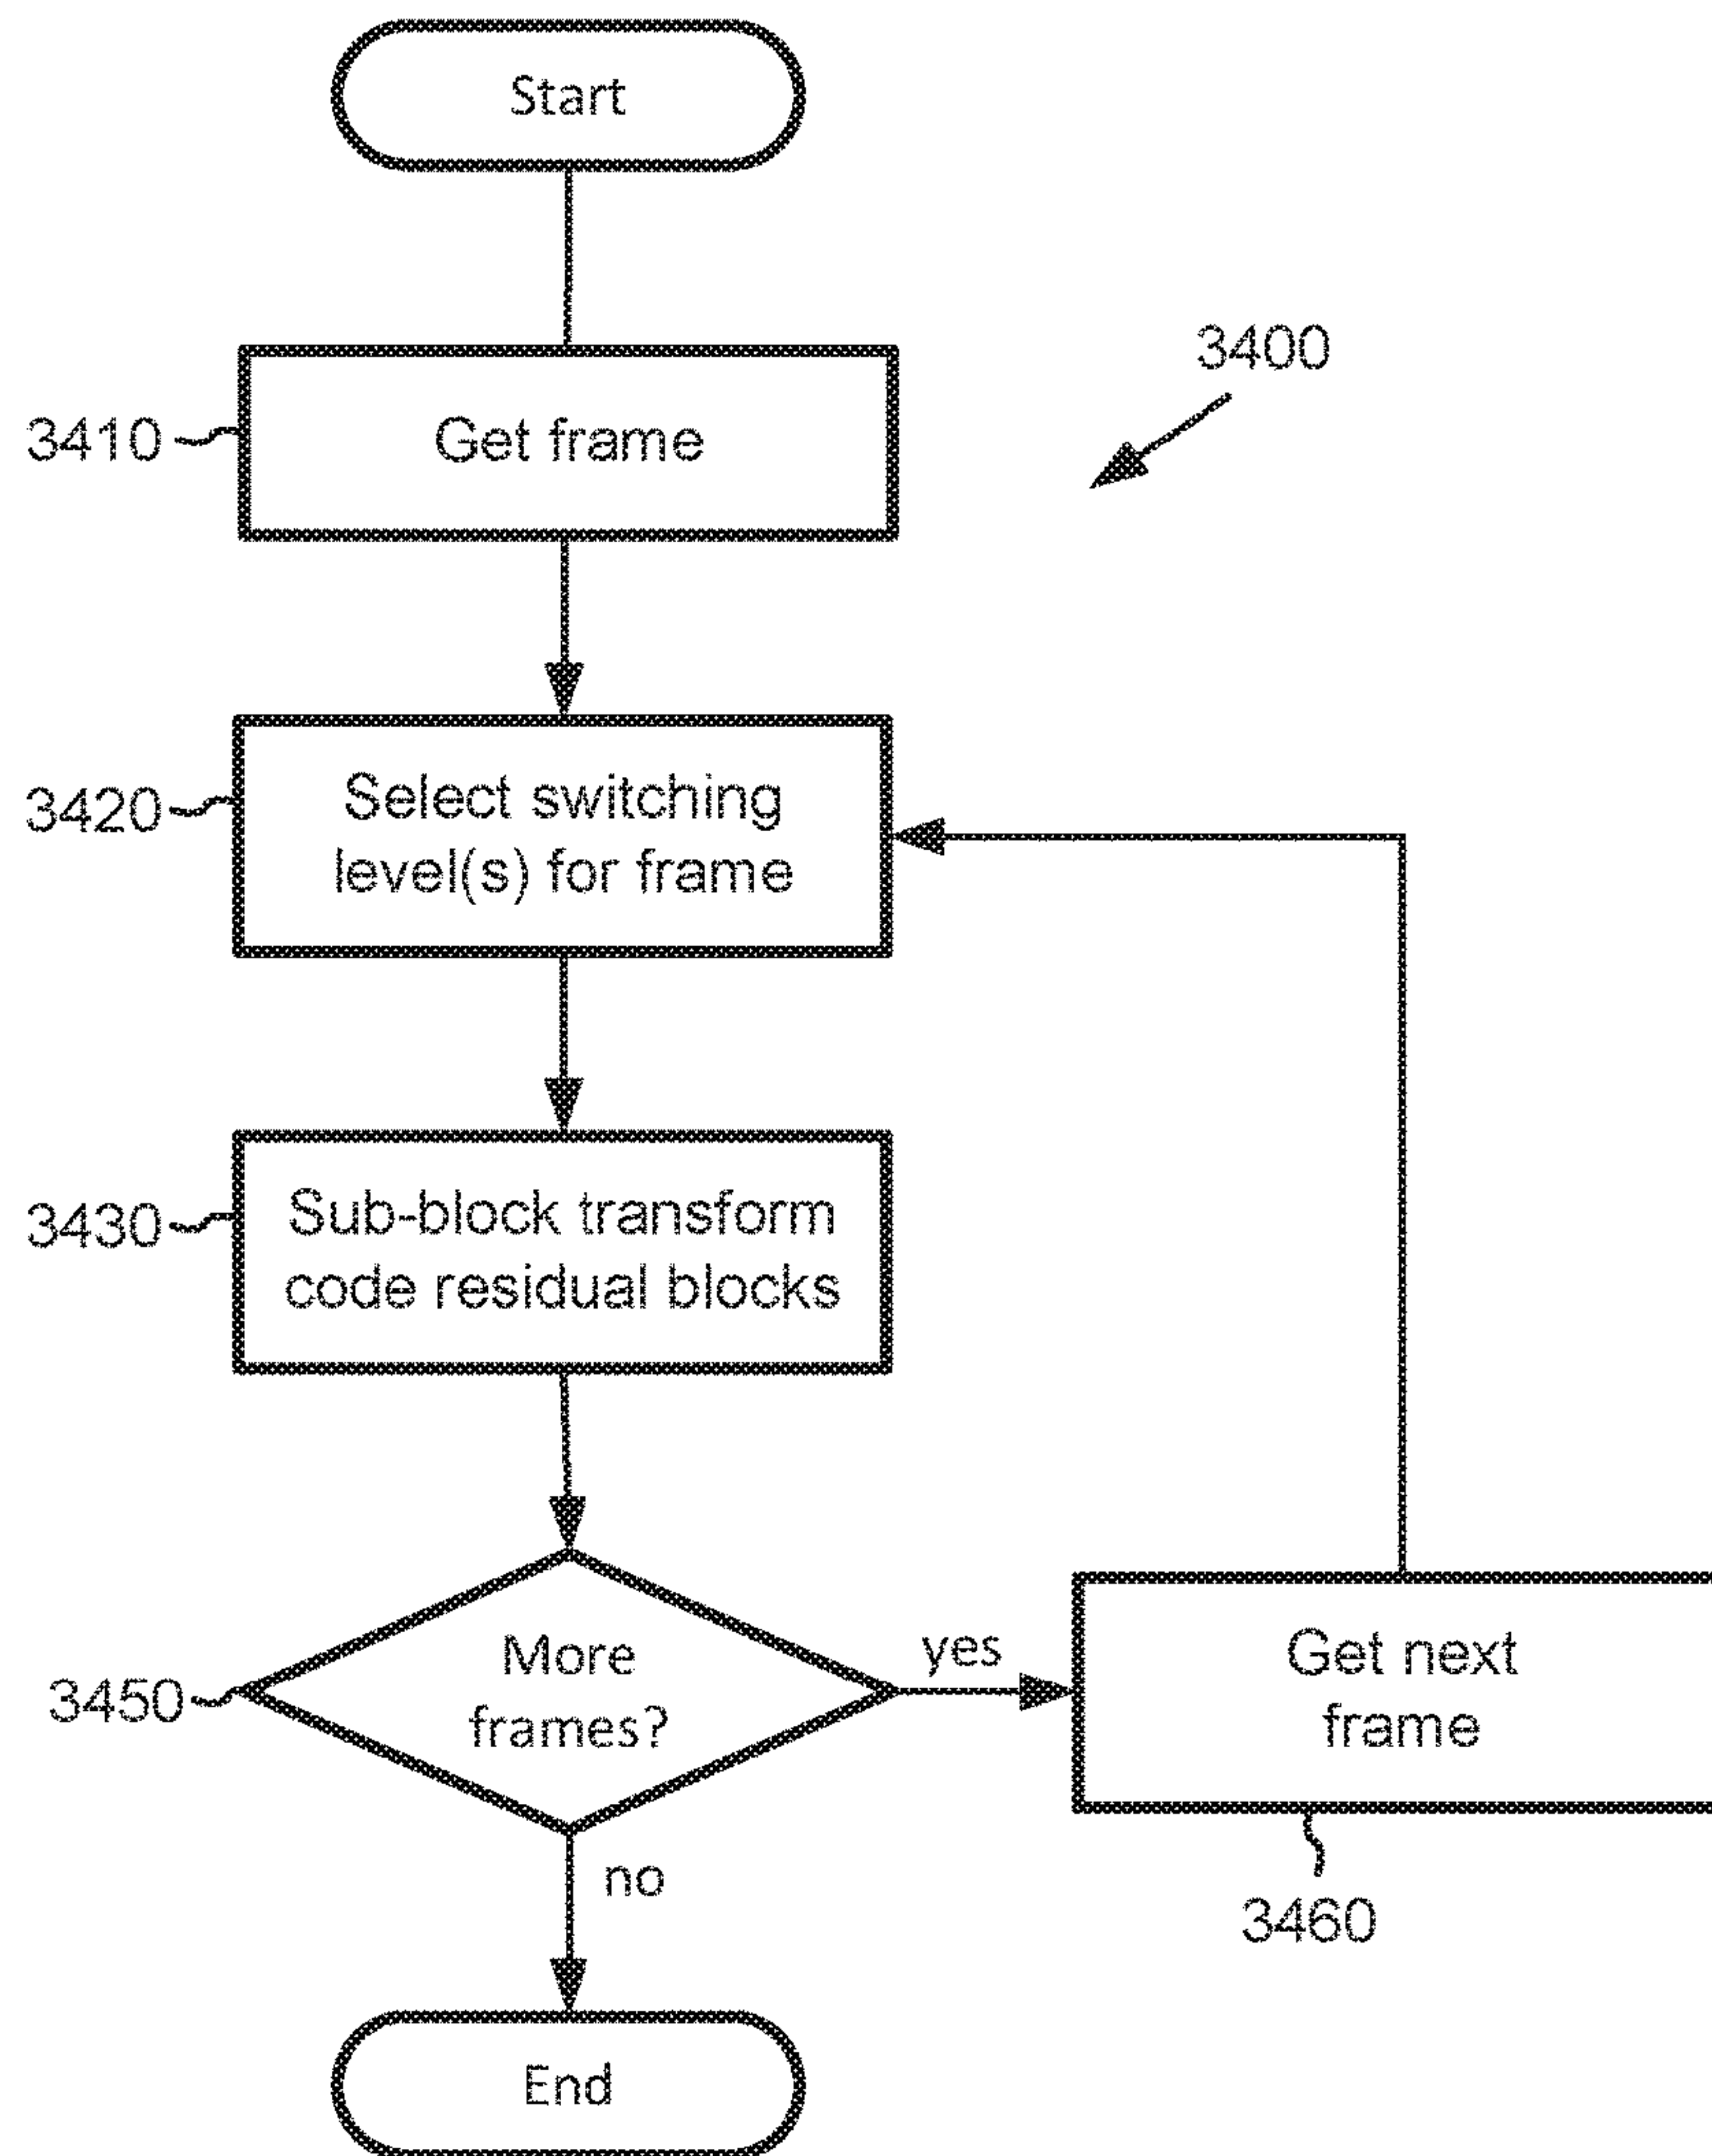 Start
3400
3410
Get frame
3420
Select switching
level(s) for frame
3430
Sub-block transform
code residual blocks
3450
More
frames?
yes
Get next
frame
3460
no
End